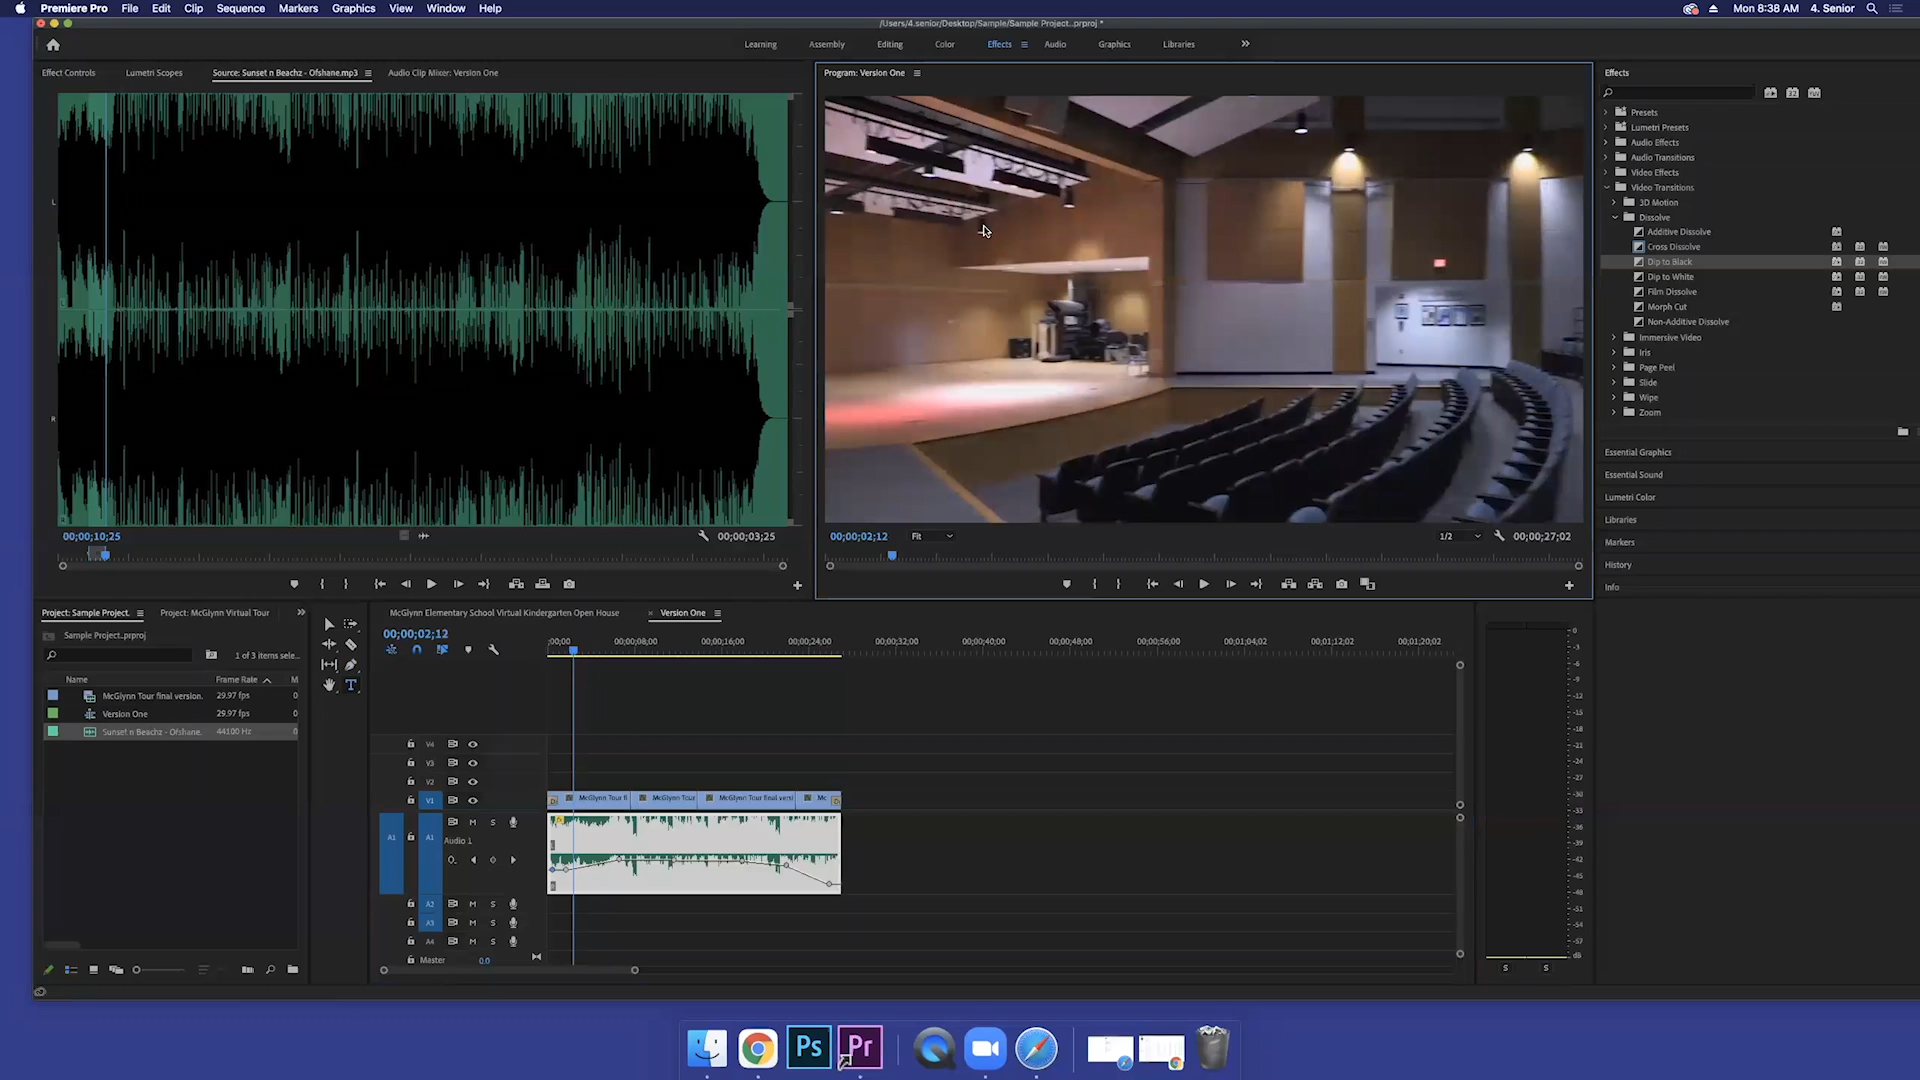 Premiere Pro File Edit Clip Sequence Markers Graphics View Window Help
Mon 8:38 AM 4. Senior
/Users/4.senior/Desktop/Sample/Sample Project..prproj *
Learning Assembly Editing Color Effects Audio Graphics Libraries
Effect Controls Lumetri Scopes Source: Sunset n Beachz - Ofshane.mp3 Audio Clip Mixer: Version One
Program: Version One
Effects
Presets
Lumetri Presets
Audio Effects
Audio Transitions
Video Effects
Video Transitions
3D Motion
Dissolve
Additive Dissolve
Cross Dissolve
Dip to Black
Dip to White
Film Dissolve
Morph Cut
Non-Additive Dissolve
Immersive Video
Iris
Page Peel
Slide
Wipe
Zoom
Essential Graphics
Essential Sound
Lumetri Color
Libraries
Markers
History
Info
L
R
00;00;10;25 00;00;03;25
00;00;02;12 Fit 1/2 00;00;27;02
Project: Sample Project. Project: McGlynn Virtual Tour
Sample Project..prproj
1 of 3 items sele...
Name Frame Rate M
McGlynn Tour final version. 29.97 fps 0
Version One 29.97 fps 0
Sunset n Beachz - Ofshane. 44100 Hz 0
McGlynn Elementary School Virtual Kindergarten Open House × Version One
00;00;02;12
;00;00 00;00;08;00 00;00;16;00 00;00;24;00 00;00;32;00 00;00;40;00 00;00;48;00 00;00;56;00 00;01;04;02 00;01;12;02 00;01;20;02
V4
V3
V2
V1 McGlynn Tour fi McGlynn Tour McGlynn Tour final versi Mc
A1 A1 M S
Audio 1
A2 M S
A3 M S
A4 M S
Master 0.0
0
-3
-6
-9
-12
-15
-18
-21
-24
-27
-30
-33
-36
-39
-42
-45
-48
-51
-54
-57
dB
S S
Ps Pr